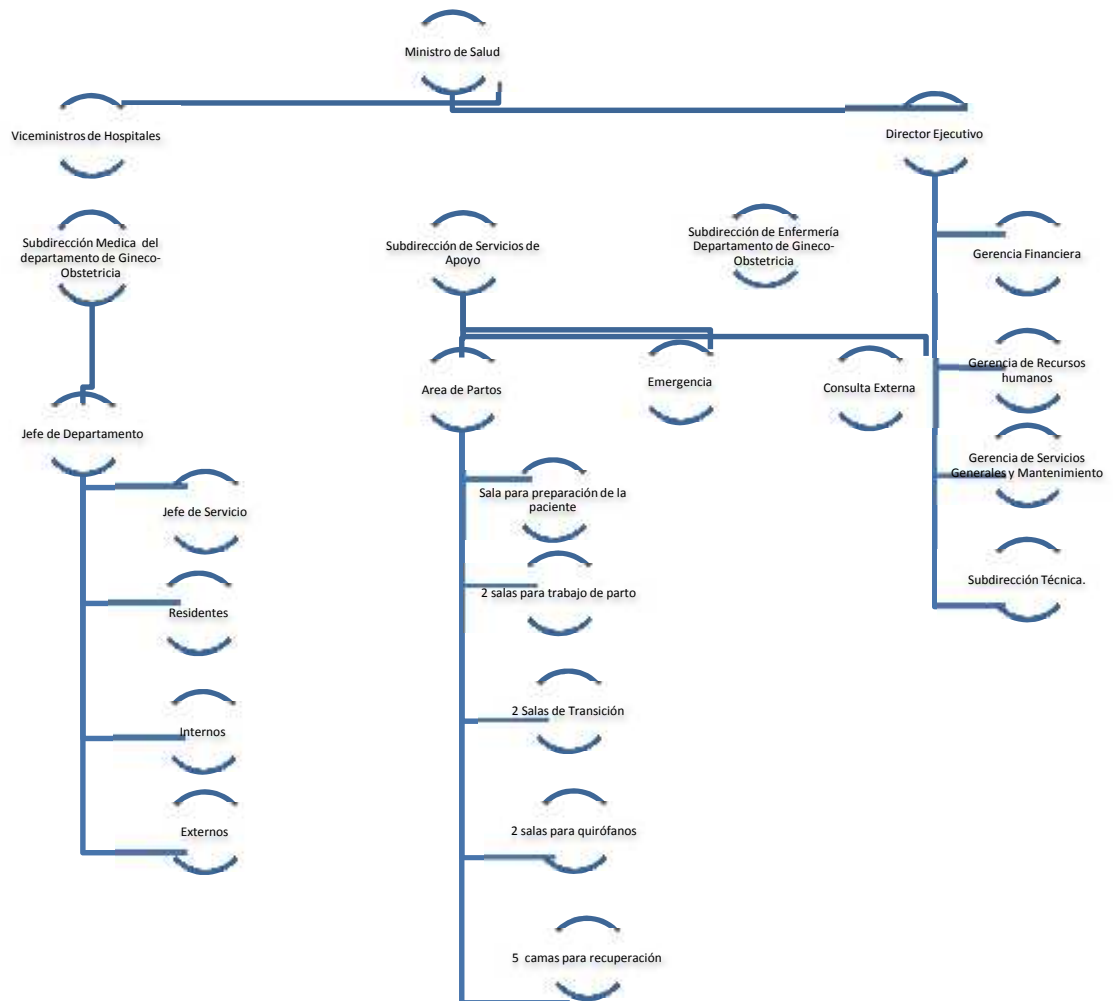 Ministro de Salud
Viceministros de Hospitales
Director Ejecutivo
Subdirección Medica del
departamento de Gineco-
Obstetricia
Subdirección de Servicios de
Apoyo
Subdirección de Enfermería
Departamento de Gineco-
Obstetricia
Gerencia Financiera
Area de Partos
Emergencia
Consulta Externa
Gerencia de Recursos
humanos
Jefe de Departamento
Gerencia de Servicios
Generales y Mantenimiento
Jefe de Servicio
Sala para preparación de la
paciente
Subdirección Técnica.
Residentes
2 salas para trabajo de parto
Internos
2 Salas de Transición
Externos
2 salas para quirófanos
5 camas para recuperación